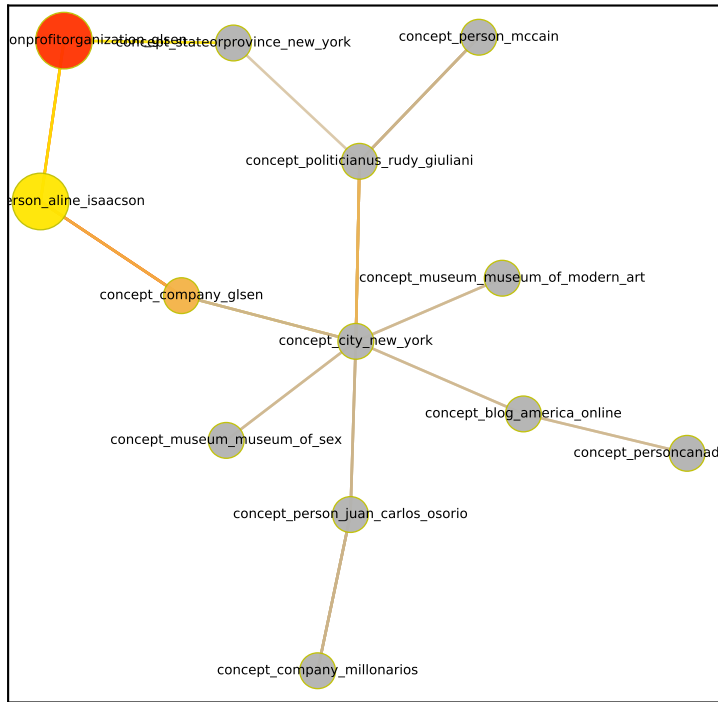 onprofitorganization_glsen
concept_stateorprovince_new_york
concept_person_mccain
concept_politicianus_rudy_giuliani
erson_aline_isaacson
concept_museum_museum_of_modern_art
concept_company_glsen
concept_city_new_york
concept_blog_america_online
concept_museum_museum_of_sex
concept_personcanad
concept_person_juan_carlos_osorio
concept_company_millonarios